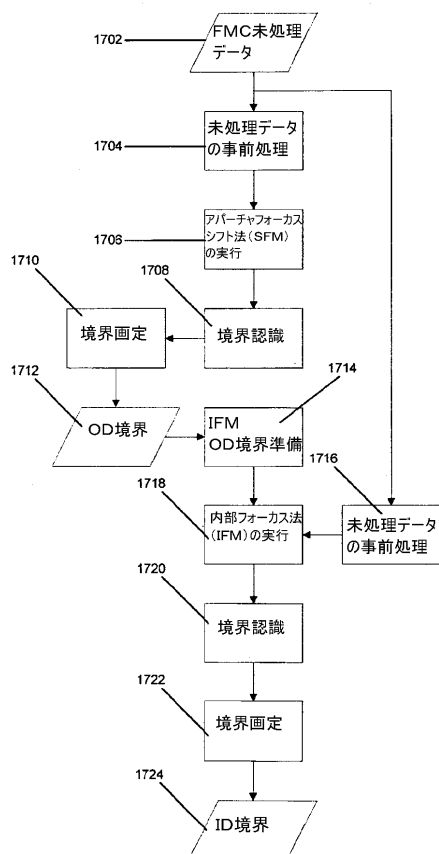 1702
FMC未処理
データ
1704
未処理データ
の事前処理
1706
アパーチャフォーカス
シフト法(SFM)
の実行
1708
境界認識
1710
境界画定
1712
OD境界
1714
IFM
OD境界準備
1716
未処理データ
の事前処理
1718
内部フォーカス法
(IFM)の実行
1720
境界認識
1722
境界画定
1724
ID境界